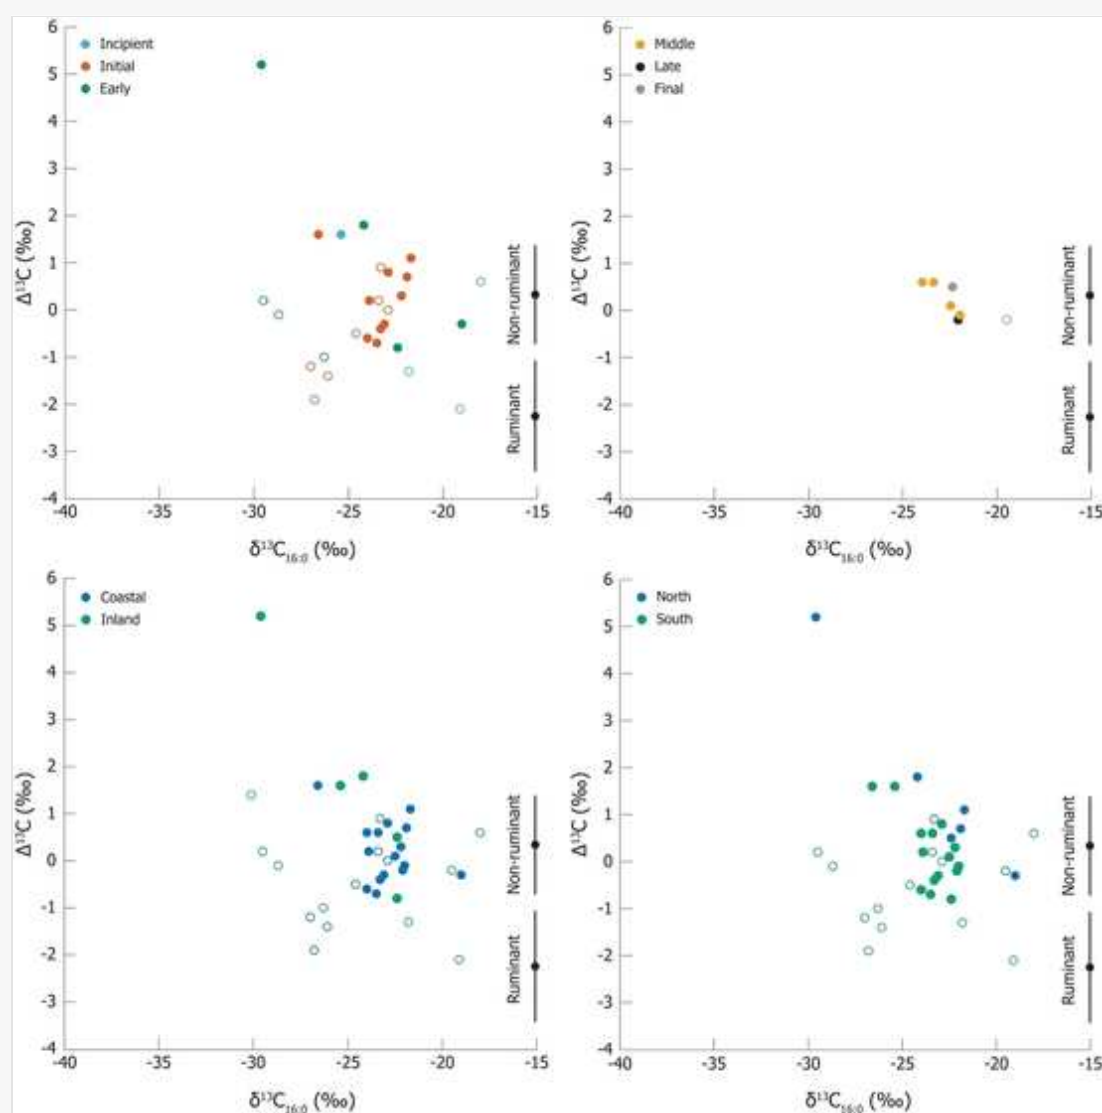 6
5
4
3
2
1
0
-1
-2
-3
-4
-40
-35
-30
-25
-20
-15
Δ¹³C (‰)
δ¹³C₁₆:₀ (‰)
Incipient
Initial
Early
Non-ruminant
Ruminant
6
5
4
3
2
1
0
-1
-2
-3
-4
-40
-35
-30
-25
-20
-15
Δ¹³C (‰)
δ¹³C₁₆:₀ (‰)
Middle
Late
Final
Non-ruminant
Ruminant
6
5
4
3
2
1
0
-1
-2
-3
-4
-40
-35
-30
-25
-20
-15
Δ¹³C (‰)
δ¹³C₁₆:₀ (‰)
Coastal
Inland
Non-ruminant
Ruminant
6
5
4
3
2
1
0
-1
-2
-3
-4
-40
-35
-30
-25
-20
-15
Δ¹³C (‰)
δ¹³C₁₆:₀ (‰)
North
South
Non-ruminant
Ruminant